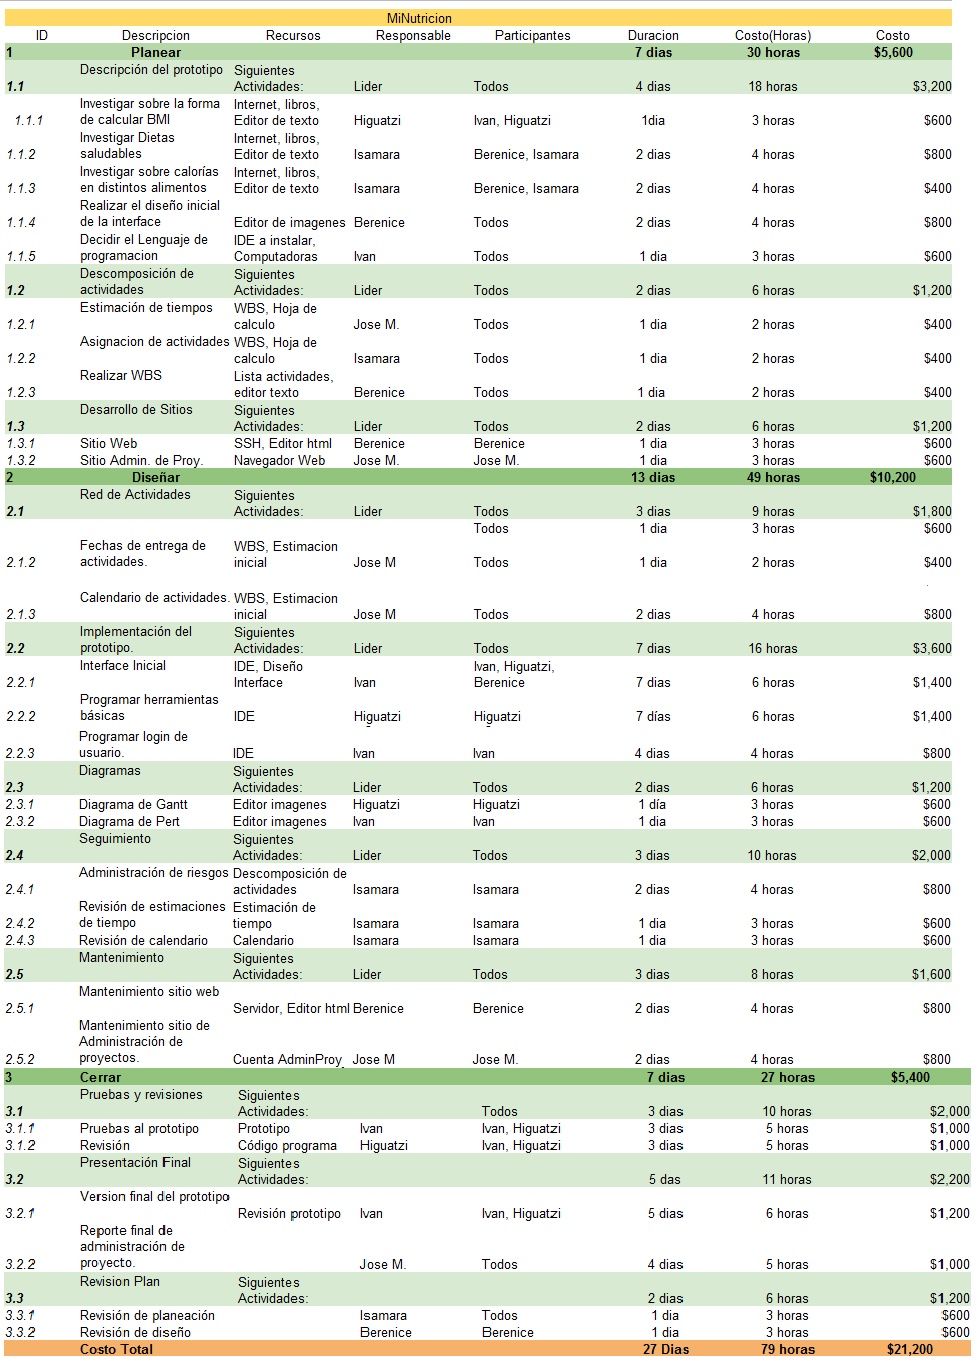 MiNutricion
ID Descripcion Recursos Responsable Participantes Duracion Costo(Horas) Costo
1 Planear 7 dias 30 horas $5,600
Descripción del prototipo Siguientes
1.1 Actividades: Lider Todos 4 dias 18 horas $3,200
Investigar sobre la forma Internet, libros,
1.1.1 de calcular BMI Editor de texto Higuatzi Ivan, Higuatzi 1dia 3 horas $600
Investigar Dietas Internet, libros,
1.1.2 saludables Editor de texto Isamara Berenice, Isamara 2 dias 4 horas $800
Investigar sobre calorías Internet, libros,
1.1.3 en distintos alimentos Editor de texto Isamara Berenice, Isamara 2 dias 4 horas $400
Realizar el diseño inicial
1.1.4 de la interface Editor de imagenes Berenice Todos 2 dias 4 horas $800
Decidir el Lenguaje de IDE a instalar,
1.1.5 programacion Computadoras Ivan Todos 1 dia 3 horas $600
Descomposición de Siguientes
1.2 actividades Actividades: Lider Todos 2 dias 6 horas $1,200
Estimación de tiempos WBS, Hoja de
1.2.1 calculo Jose M. Todos 1 dia 2 horas $400
Asignacion de actividades WBS, Hoja de
1.2.2 calculo Isamara Todos 1 dia 2 horas $400
Realizar WBS Lista actividades,
1.2.3 editor texto Berenice Todos 1 dia 2 horas $400
Desarrollo de Sitios Siguientes
1.3 Actividades: Lider Todos 2 dias 6 horas $1,200
1.3.1 Sitio Web SSH, Editor html Berenice Berenice 1 dia 3 horas $600
1.3.2 Sitio Admin. de Proy. Navegador Web Jose M. Jose M. 1 dia 3 horas $600
2 Diseñar 13 dias 49 horas $10,200
Red de Actividades Siguientes
2.1 Actividades: Lider Todos 3 dias 9 horas $1,800
Todos 1 dia 3 horas $600
Fechas de entrega de WBS, Estimacion
2.1.2 actividades. inicial Jose M Todos 1 dia 2 horas $400
Calendario de actividades. WBS, Estimacion
2.1.3 inicial Jose M Todos 2 dias 4 horas $800
Implementación del Siguientes
2.2 prototipo. Actividades: Lider Todos 7 dias 16 horas $3,600
Interface Inicial IDE, Diseño Ivan, Higuatzi,
2.2.1 Interface Ivan Berenice 7 dias 6 horas $1,400
Programar herramientas
2.2.2 básicas IDE Higuatzi Higuatzi 7 días 6 horas $1,400
Programar login de
2.2.3 usuario. IDE Ivan Ivan 4 dias 4 horas $800
Diagramas Siguientes
2.3 Actividades: Lider Todos 2 dias 6 horas $1,200
2.3.1 Diagrama de Gantt Editor imagenes Higuatzi Higuatzi 1 día 3 horas $600
2.3.2 Diagrama de Pert Editor imagenes Ivan Ivan 1 dia 3 horas $600
Seguimiento Siguientes
2.4 Actividades: Lider Todos 3 dias 10 horas $2,000
Administración de riesgos Descomposición de
2.4.1 actividades Isamara Isamara 2 dias 4 horas $800
Revisión de estimaciones Estimación de
2.4.2 de tiempo tiempo Isamara Isamara 1 dia 3 horas $600
2.4.3 Revisión de calendario Calendario Isamara Isamara 1 dia 3 horas $600
Mantenimiento Siguientes
2.5 Actividades: Lider Todos 3 dias 8 horas $1,600
Mantenimiento sitio web
2.5.1 Servidor, Editor html Berenice Berenice 2 dias 4 horas $800
Mantenimiento sitio de
Administración de
2.5.2 proyectos. Cuenta AdminProy Jose M Jose M. 2 dias 4 horas $800
3 Cerrar 7 dias 27 horas $5,400
Pruebas y revisiones Siguientes
3.1 Actividades: Todos 3 dias 10 horas $2,000
3.1.1 Pruebas al prototipo Prototipo Ivan Ivan, Higuatzi 3 dias 5 horas $1,000
3.1.2 Revisión Código programa Higuatzi Ivan, Higuatzi 3 dias 5 horas $1,000
Presentación Final Siguientes
3.2 Actividades: 5 das 11 horas $2,200
Version final del prototipo
3.2.1 Revisión prototipo Ivan Ivan, Higuatzi 5 dias 6 horas $1,200
Reporte final de
administración de
3.2.2 proyecto. Jose M. Todos 4 dias 5 horas $1,000
Revision Plan Siguientes
3.3 Actividades: 2 dias 6 horas $1,200
3.3.1 Revisión de planeación Isamara Todos 1 dia 3 horas $600
3.3.2 Revisión de diseño Berenice Berenice 1 dia 3 horas $600
Costo Total 27 Dias 79 horas $21,200